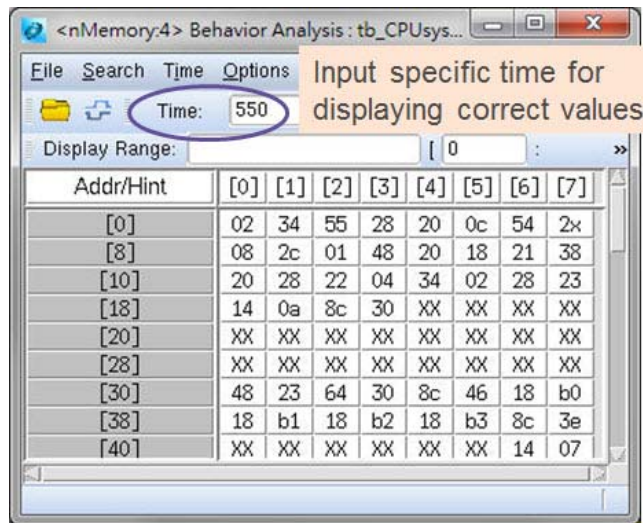 <nMemory:4> Behavior Analysis : tb_CPUsys...
File Search Time Options
Input specific time for
displaying correct values
Time: 550
Display Range: [ 0 : »
Addr/Hint [0] [1] [2] [3] [4] [5] [6] [7]
[0] 02 34 55 28 20 0c 54 2x
[8] 08 2c 01 48 20 18 21 38
[10] 20 28 22 04 34 02 28 23
[18] 14 0a 8c 30 XX XX XX XX
[20] XX XX XX XX XX XX XX XX
[28] XX XX XX XX XX XX XX XX
[30] 48 23 64 30 8c 46 18 b0
[38] 18 b1 18 b2 18 b3 8c 3e
[40] XX XX XX XX XX XX 14 07